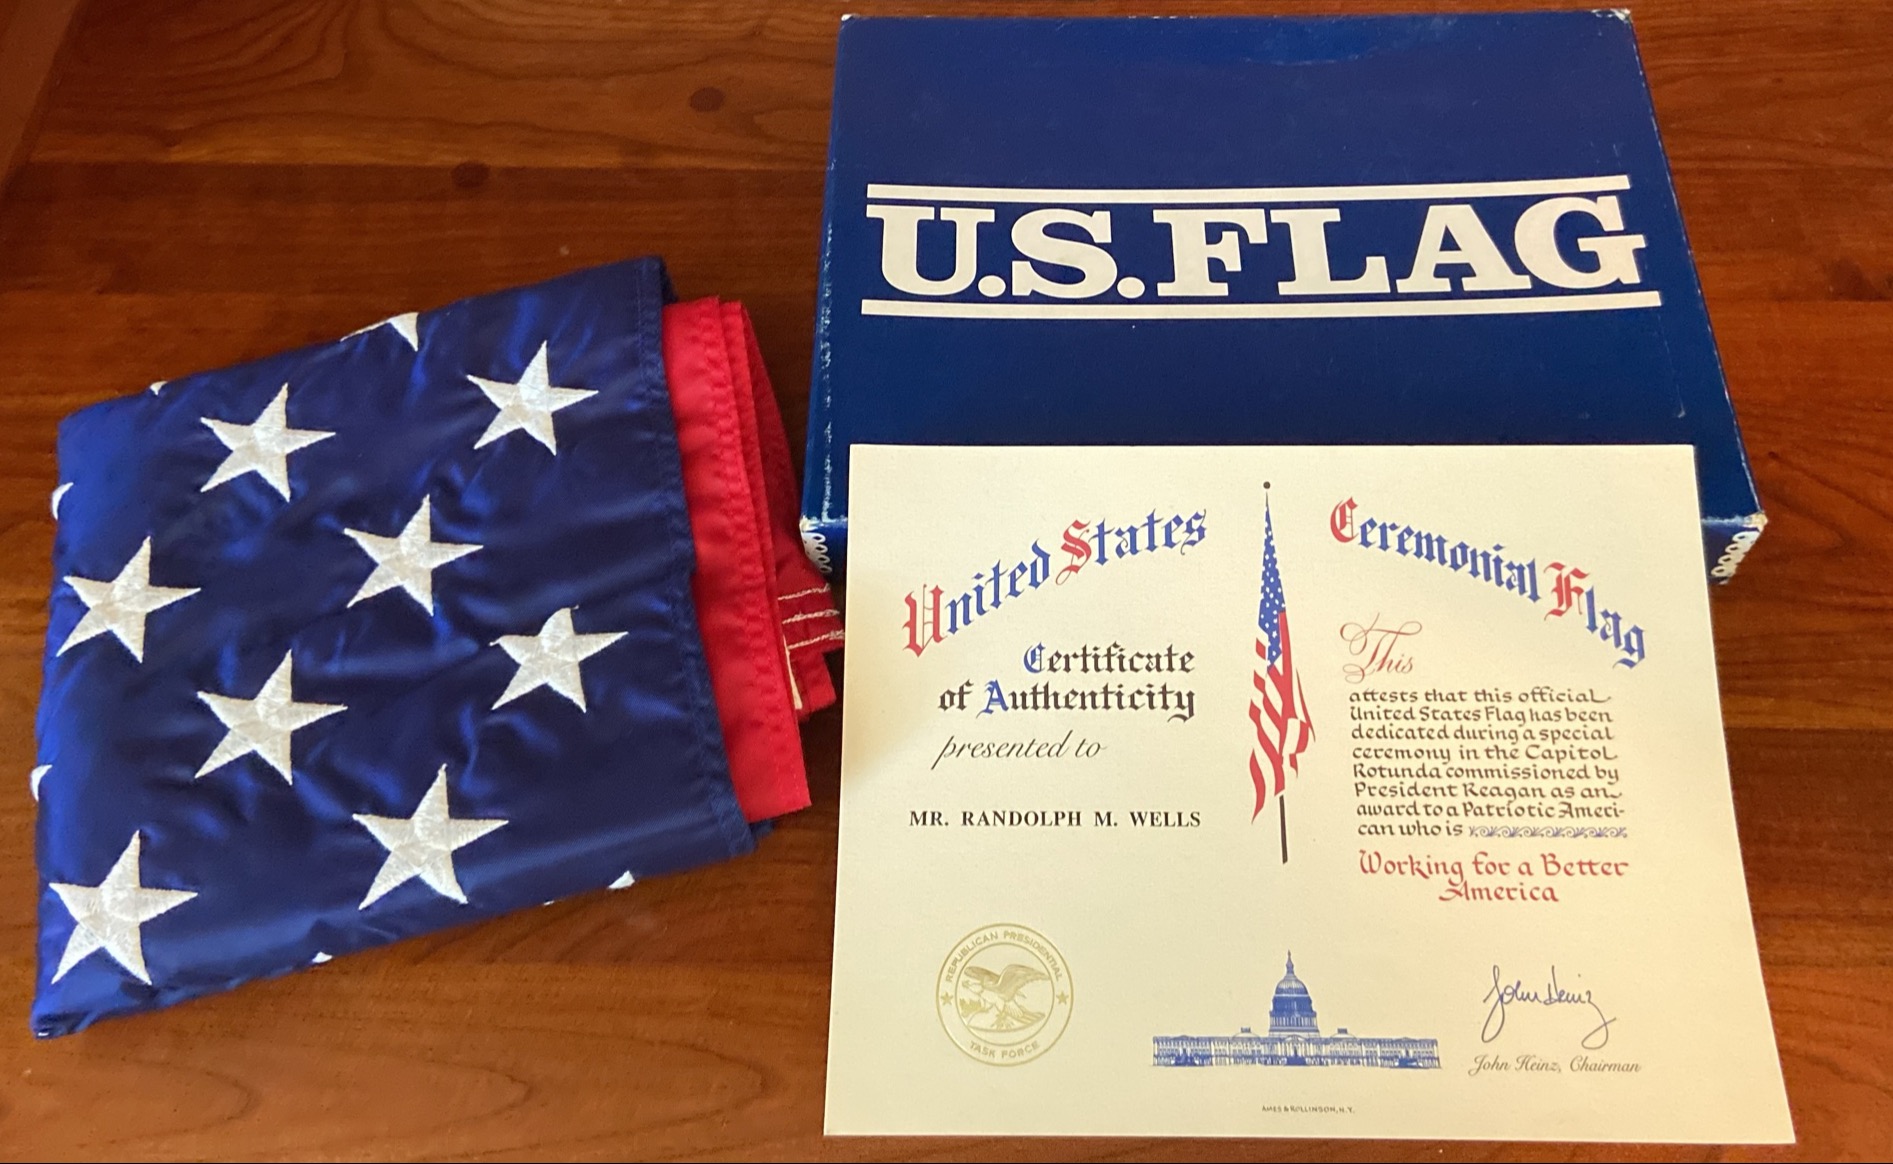 U.S. FLAG
United States
Ceremonial Flag
Certificate
of Authenticity
presented to
MR. RANDOLPH M. WELLS
This
attests that this official
United States Flag has been
dedicated during a special
ceremony in the Capitol
Rotunda commissioned by
President Reagan as an
award to a Patriotic Ameri-
can who is
Working for a Better
America
REPUBLICAN PRESIDENTIAL
TASK FORCE
John Heinz
John Heinz, Chairman
AMES & ROLLINSON, N.Y.